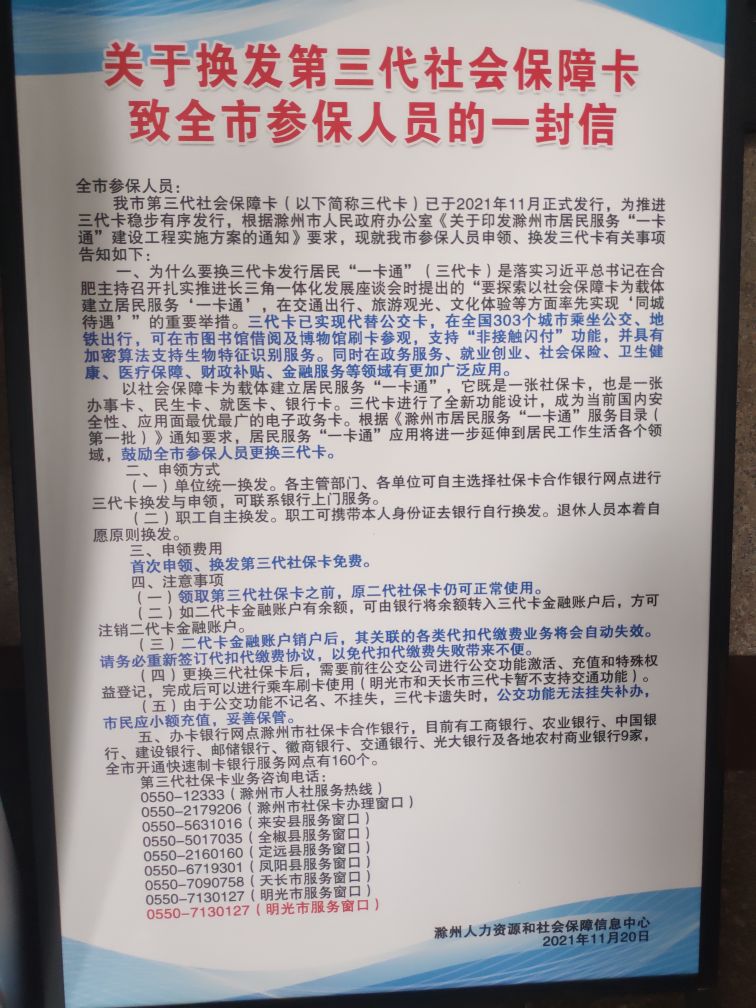 关于换发第三代社会保障卡
致全市参保人员的一封信
全市参保人员：
我市第三代社会保障卡（以下简称三代卡）已于2021年11月正式发行，为推进
三代卡稳步有序发行，根据滁州市人民政府办公室《关于印发滁州市居民服务“一卡
通”建设工程实施方案的通知》要求，现就我市参保人员申领、换发三代卡有关事项
告知如下：
一、为什么要换三代卡发行居民“一卡通”（三代卡）是落实习近平总书记在合
肥主持召开扎实推进长三角一体化发展座谈会时提出的“要探索以社会保障卡为载体
建立居民服务‘一卡通’，在交通出行、旅游观光、文化体验等方面率先实现‘同城
待遇’”的重要举措。三代卡已实现代替公交卡，在全国303个城市乘坐公交、地
铁出行，可在市图书馆借阅及博物馆刷卡参观，支持“非接触闪付”功能，并具有
加密算法支持生物特征识别服务。同时在政务服务、就业创业、社会保险、卫生健
康、医疗保障、财政补贴、金融服务等领域有更加广泛应用。
以社会保障卡为载体建立居民服务“一卡通”，它既是一张社保卡，也是一张
办事卡、民生卡、就医卡、银行卡。三代卡进行了全新功能设计，成为当前国内安
全性、应用面最优最广的电子政务卡。根据《滁州市居民服务“一卡通”服务目录（
第一批）》通知要求，居民服务“一卡通”应用将进一步延伸到居民工作生活各个领
域，鼓励全市参保人员更换三代卡。
二、申领方式
（一）单位统一换发。各主管部门、各单位可自主选择社保卡合作银行网点进行
三代卡换发与申领，可联系银行上门服务。
（二）职工自主换发。职工可携带本人身份证去银行自行换发。退休人员本着自
愿原则换发。
三、申领费用
首次申领、换发第三代社保卡免费。
四、注意事项
（一）领取第三代社保卡之前，原二代社保卡仍可正常使用。
（二）如二代卡金融账户有余额，可由银行将余额转入三代卡金融账户后，方可
注销二代卡金融账户。
（三）二代卡金融账户销户后，其关联的各类代扣代缴费业务将会自动失效。
请务必重新签订代扣代缴费协议，以免代扣代缴费失败带来不便。
（四）更换三代社保卡后，需要前往公交公司进行公交功能激活、充值和特殊权
益登记，完成后可以进行乘车刷卡使用（明光市和天长市三代卡暂不支持交通功能）。
（五）由于公交功能不记名、不挂失，三代卡遗失时，公交功能无法挂失补办，
市民应小额充值，妥善保管。
五、办卡银行网点滁州市社保卡合作银行，目前有工商银行、农业银行、中国银
行、建设银行、邮储银行、徽商银行、交通银行、光大银行及各地农村商业银行9家，
全市开通快速制卡银行服务网点有160个。
第三代社保卡业务咨询电话：
0550-12333（滁州市人社服务热线）
0550-2179206（滁州市社保卡办理窗口）
0550-5631016（来安县服务窗口）
0550-5017035（全椒县服务窗口）
0550-2160160（定远县服务窗口）
0550-6719301（凤阳县服务窗口）
0550-7090758（天长市服务窗口）
0550-7130127（明光市服务窗口）
0550-7130127（明光市服务窗口）
滁州人力资源和社会保障信息中心
2021年11月20日